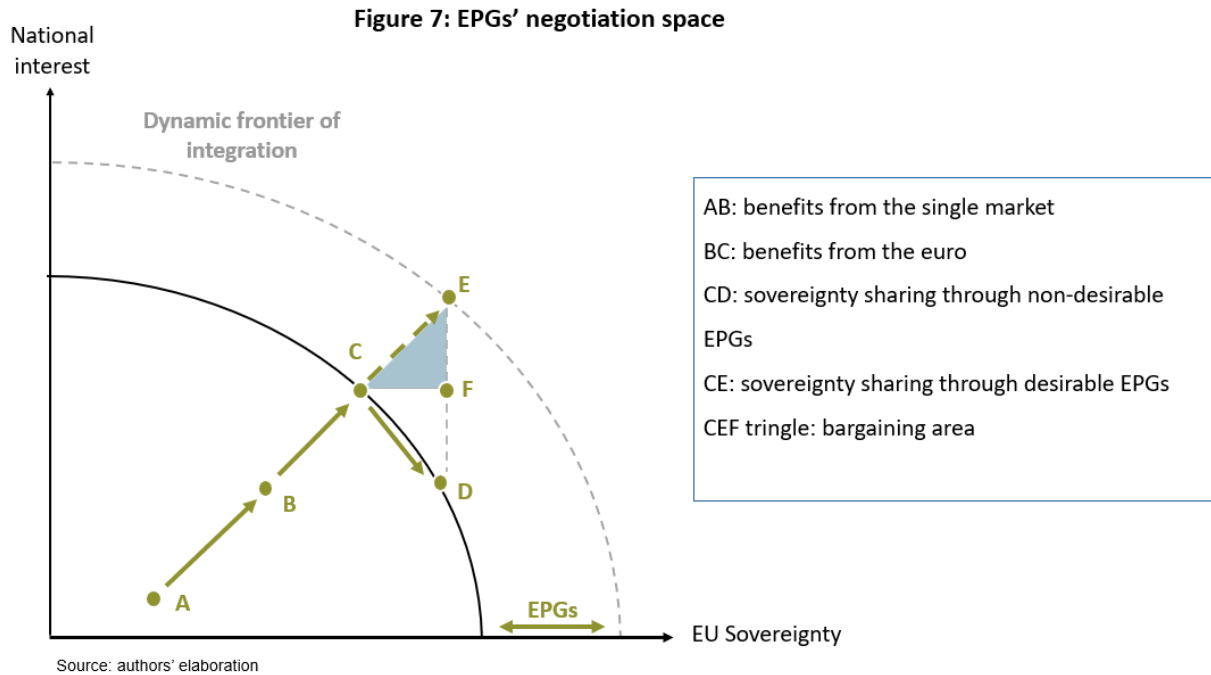 Figure 7: EPGs’ negotiation space
National
interest
Dynamic frontier of
integration
E
C
F
D
B
A
EPGs
EU Sovereignty
AB: benefits from the single market
BC: benefits from the euro
CD: sovereignty sharing through non-desirable
EPGs
CE: sovereignty sharing through desirable EPGs
CEF tringle: bargaining area
Source: authors’ elaboration